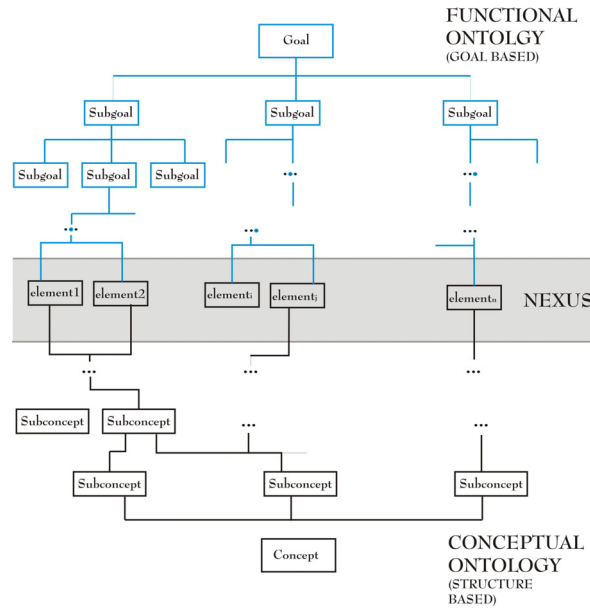 FUNCTIONAL
ONTOLGY
(GOAL BASED)
Goal
Subgoal Subgoal Subgoal
Subgoal Subgoal Subgoal
... ...
... ... ...
element1 element2 elementi elementj elementn NEXUS
... ... ...
Subconcept Subconcept ... ...
Subconcept Subconcept Subconcept
Concept
CONCEPTUAL
ONTOLOGY
(STRUCTURE
BASED)